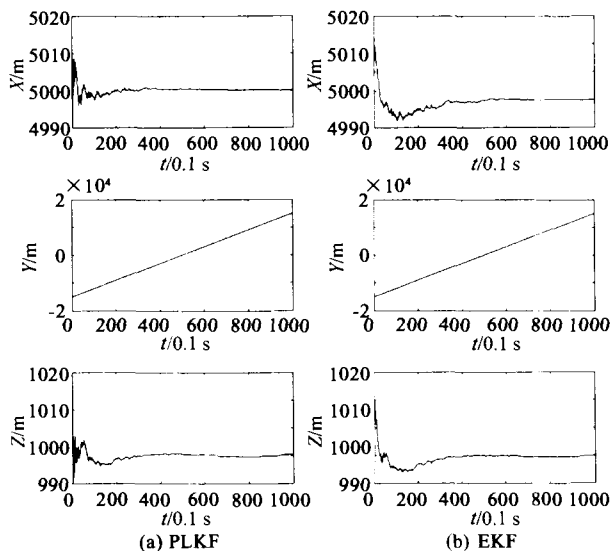 5020 5020
5010 5010
X/m X/m
5000 5000
4990 4990
0 200 400 600 800 1000 0 200 400 600 800 1000
t/0.1 s t/0.1 s
×10⁴ ×10⁴
2 2
Y/m Y/m
0 0
-2 -2
0 200 400 600 800 1000 0 200 400 600 800 1000
t/0.1 s t/0.1 s
1020 1020
1010 1010
Z/m Z/m
1000 1000
990 990
0 200 400 600 800 1000 0 200 400 600 800 1000
t/0.1 s t/0.1 s
(a) PLKF (b) EKF